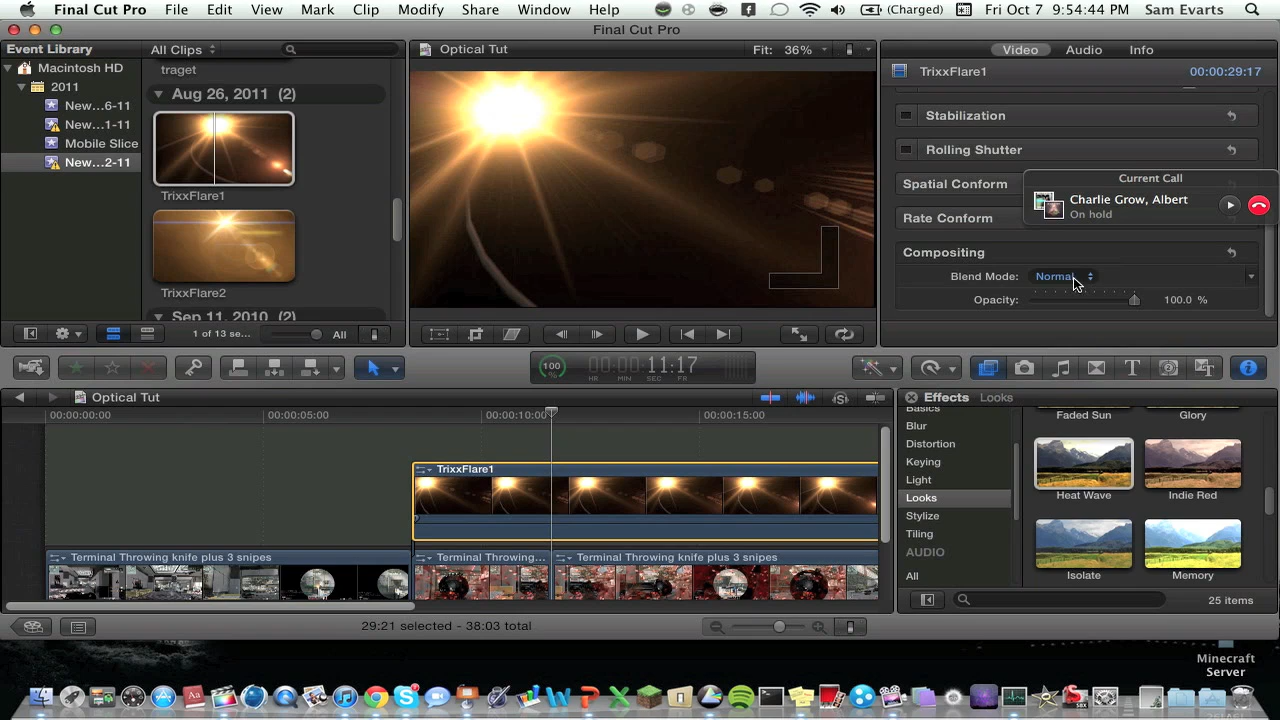 Final Cut Pro File Edit View Mark Clip Modify Share Window Help (Charged) Fri Oct 7 9:54:44 PM Sam Evarts
Final Cut Pro
Event Library
All Clips
Optical Tut
Fit: 36%
Video Audio Info
Macintosh HD
2011
New...6-11
New...1-11
Mobile Slice
New...2-11
traget
Aug 26, 2011 (2)
TrixxFlare1
TrixxFlare2
Sep 11, 2010 (2)
TrixxFlare1
00:00:29:17
Stabilization
Rolling Shutter
Spatial Conform
Rate Conform
Current Call
Charlie Grow, Albert
On hold
Compositing
Blend Mode: Normal
Opacity: 100.0 %
1 of 13 se...
All
100
%
00:00:11:17
HR MIN SEC FR
Optical Tut
00:00:00:00
00:00:05:00
00:00:10:00
00:00:15:00
TrixxFlare1
Terminal Throwing knife plus 3 snipes
Terminal Throwing...
Terminal Throwing knife plus 3 snipes
Effects Looks
Basics
Blur
Distortion
Keying
Light
Looks
Stylize
Tiling
AUDIO
All
Faded Sun
Glory
Heat Wave
Indie Red
Isolate
Memory
25 items
29:21 selected - 38:03 total
Minecraft
Server